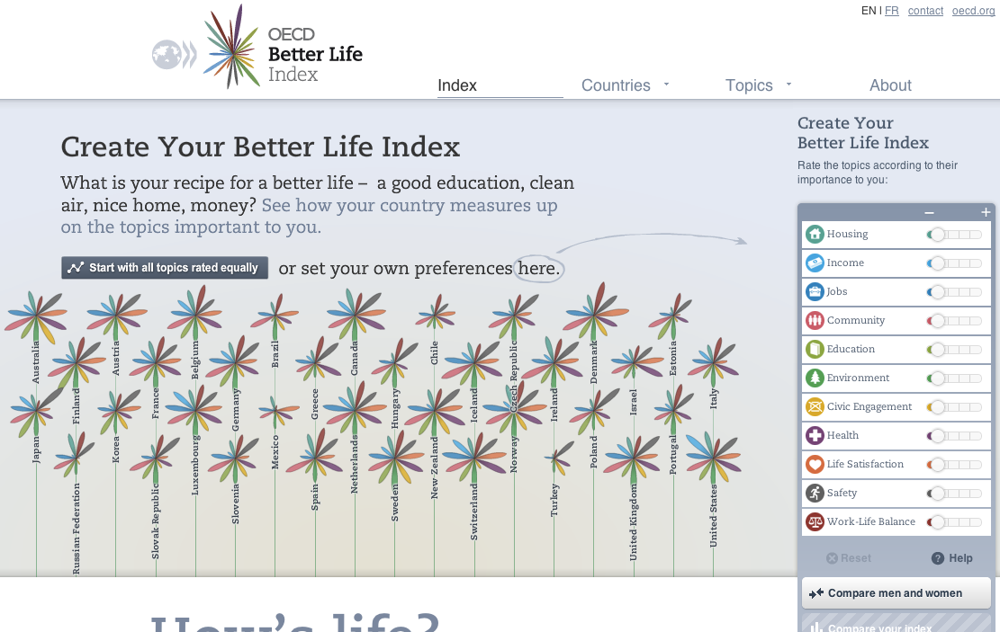 EN | FR contact oecd.org
OECD
Better Life
Index
Index Countries Topics About
Create Your Better Life Index
What is your recipe for a better life – a good education, clean
air, nice home, money? See how your country measures up
on the topics important to you.
Start with all topics rated equally or set your own preferences here.
Australia
Austria
Belgium
Brazil
Canada
Chile
Czech Republic
Denmark
Estonia
Finland
France
Germany
Greece
Hungary
Iceland
Ireland
Israel
Italy
Japan
Korea
Luxembourg
Mexico
Netherlands
New Zealand
Norway
Poland
Portugal
Russian Federation
Slovak Republic
Slovenia
Spain
Sweden
Switzerland
Turkey
United Kingdom
United States
Create Your
Better Life Index
Rate the topics according to their
importance to you:
– +
Housing
Income
Jobs
Community
Education
Environment
Civic Engagement
Health
Life Satisfaction
Safety
Work-Life Balance
Reset ? Help
Compare men and women
Compare your index
How's life?